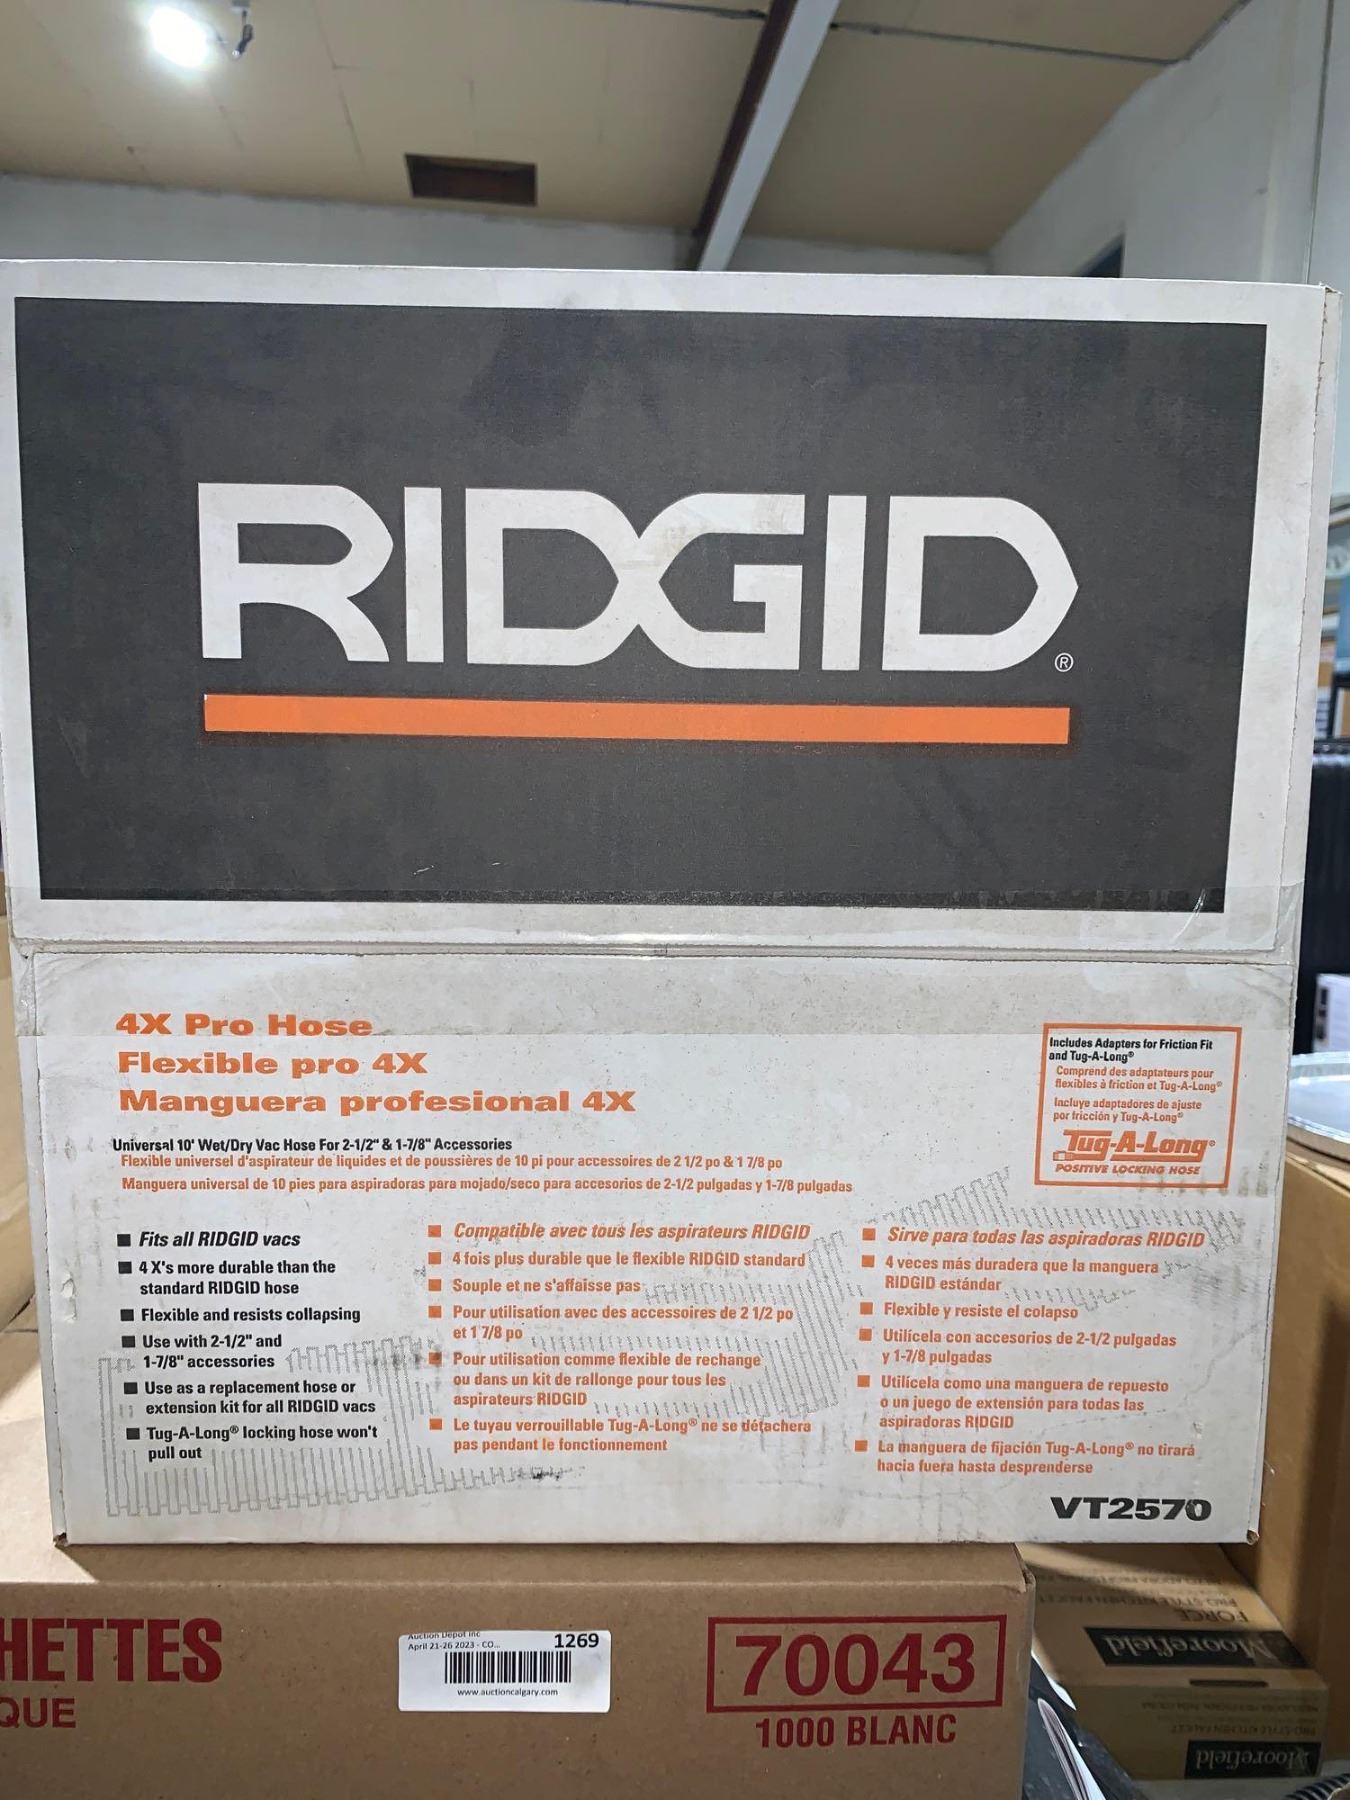 RIDGID®
4X Pro Hose
Flexible pro 4X
Manguera profesional 4X
Universal 10' Wet/Dry Vac Hose For 2-1/2" & 1-7/8" Accessories
Flexible universel d'aspirateur de liquides et de poussières de 10 pi pour accessoires de 2 1/2 po & 1 7/8 po
Manguera universal de 10 pies para aspiradoras para mojado/seco para accesorios de 2-1/2 pulgadas y 1-7/8 pulgadas
Includes Adapters for Friction Fit
and Tug-A-Long®
Comprend des adaptateurs pour
flexibles à friction et Tug-A-Long®
Incluye adaptadores de ajuste
por fricción y Tug-A-Long®
Tug-A-Long®
POSITIVE LOCKING HOSE
■ Fits all RIDGID vacs
■ 4 X's more durable than the
standard RIDGID hose
■ Flexible and resists collapsing
■ Use with 2-1/2" and
1-7/8" accessories
■ Use as a replacement hose or
extension kit for all RIDGID vacs
■ Tug-A-Long® locking hose won't
pull out
■ Compatible avec tous les aspirateurs RIDGID
■ 4 fois plus durable que le flexible RIDGID standard
■ Souple et ne s'affaisse pas
■ Pour utilisation avec des accessoires de 2 1/2 po
et 1 7/8 po
■ Pour utilisation comme flexible de rechange
ou dans un kit de rallonge pour tous les
aspirateurs RIDGID
■ Le tuyau verrouillable Tug-A-Long® ne se détachera
pas pendant le fonctionnement
■ Sirve para todas las aspiradoras RIDGID
■ 4 veces más duradera que la manguera
RIDGID estándar
■ Flexible y resiste el colapso
■ Utilícela con accesorios de 2-1/2 pulgadas
y 1-7/8 pulgadas
■ Utilícela como una manguera de repuesto
o un juego de extensión para todas las
aspiradoras RIDGID
■ La manguera de fijación Tug-A-Long® no tirará
hacia fuera hasta desprenderse
VT2570
HETTES
QUE
Auction Depot Inc
April 21-26 2023 - CO...
1269
www.auctioncalgary.com
70043
1000 BLANC
FORCE
Moorefield
PRO-STYLE KITCHEN FAUCET
Moorefield